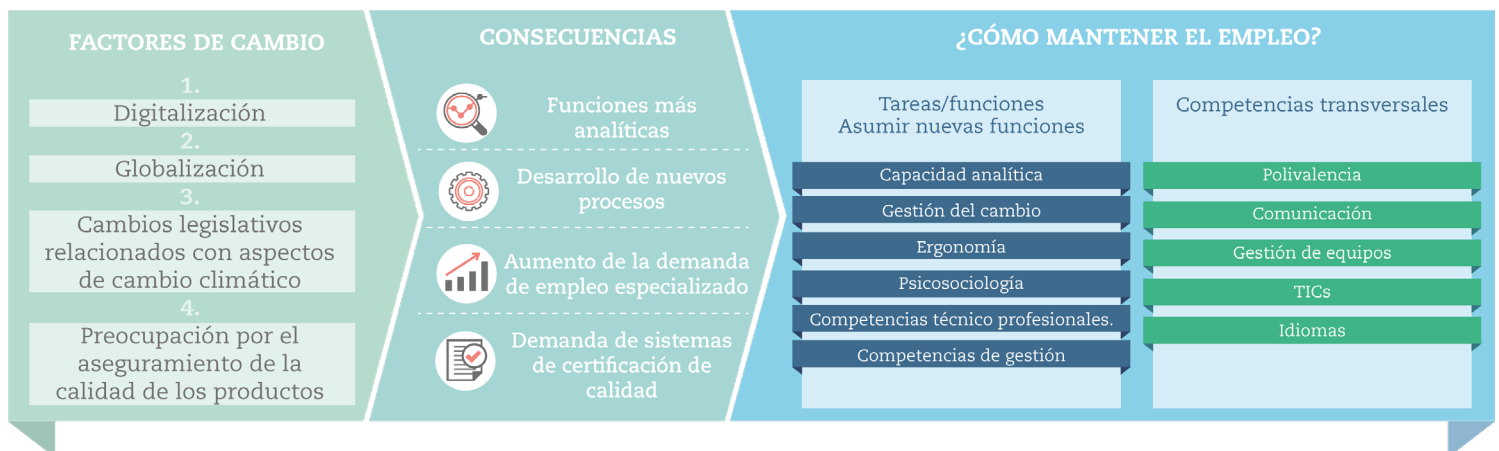 FACTORES DE CAMBIO
1.
Digitalización
2.
Globalización
3.
Cambios legislativos
relacionados con aspectos
de cambio climático
4.
Preocupación por el
aseguramiento de la
calidad de los productos
CONSECUENCIAS
Funciones más
analíticas
Desarrollo de nuevos
procesos
Aumento de la demanda
de empleo especializado
Demanda de sistemas
de certificación de
calidad
¿CÓMO MANTENER EL EMPLEO?
Tareas/funciones
Asumir nuevas funciones
Capacidad analítica
Gestión del cambio
Ergonomía
Psicosociología
Competencias técnico profesionales.
Competencias de gestión
Competencias transversales
Polivalencia
Comunicación
Gestión de equipos
TICs
Idiomas